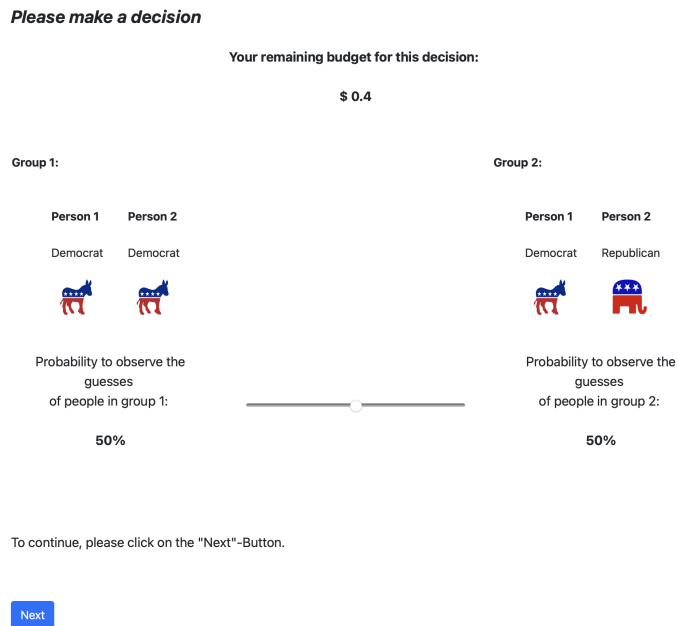 Please make a decision
Your remaining budget for this decision:
$ 0.4
Group 1:
Group 2:
Person 1
Person 2
Person 1
Person 2
Democrat
Democrat
Democrat
Republican
Probability to observe the
guesses
of people in group 1:
50%
Probability to observe the
guesses
of people in group 2:
50%
To continue, please click on the "Next"-Button.
Next